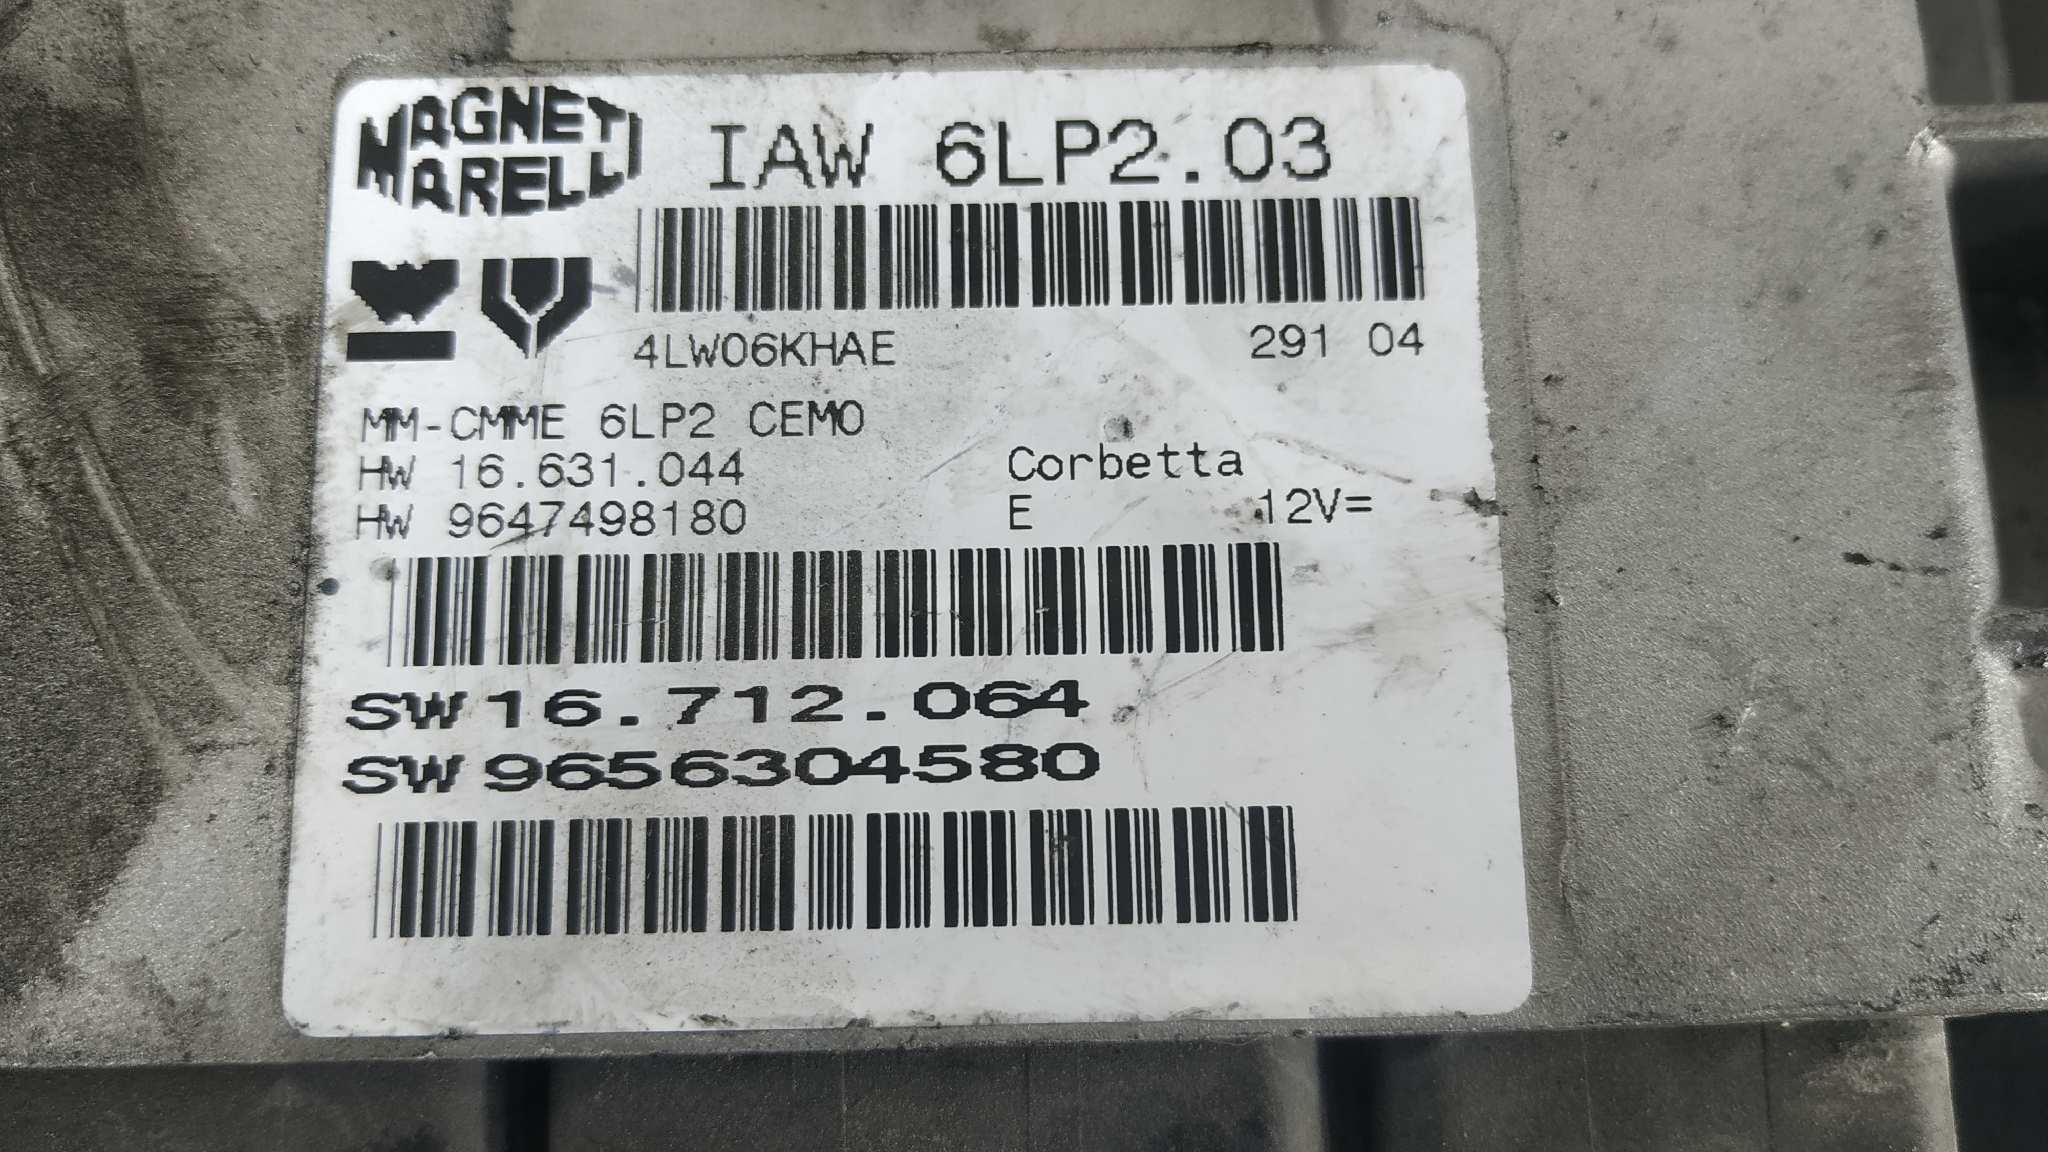 MAGNETI MARELLI
IAW 6LP2.03
4LW06KHAE 291 04
MM-CMME 6LP2 CEMO
HW 16.631.044 Corbetta
HW 9647498180 E 12V=
SW 16.712.064
SW 9656304580